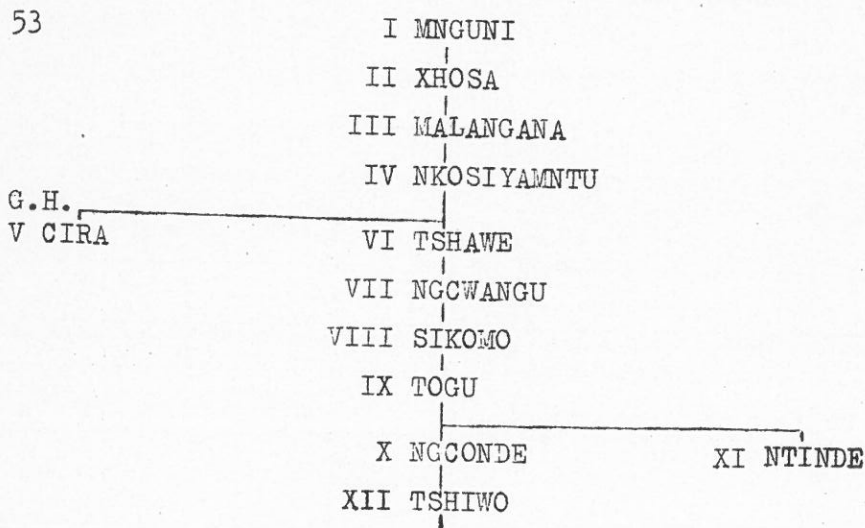 53
I MNGUNI
II XHOSA
III MALANGANA
IV NKOSIYAMNTU
G.H.
V CIRA
VI TSHAWE
VII NGCWANGU
VIII SIKOMO
IX TOGU
X NGCONDE
XI NTINDE
XII TSHIWO